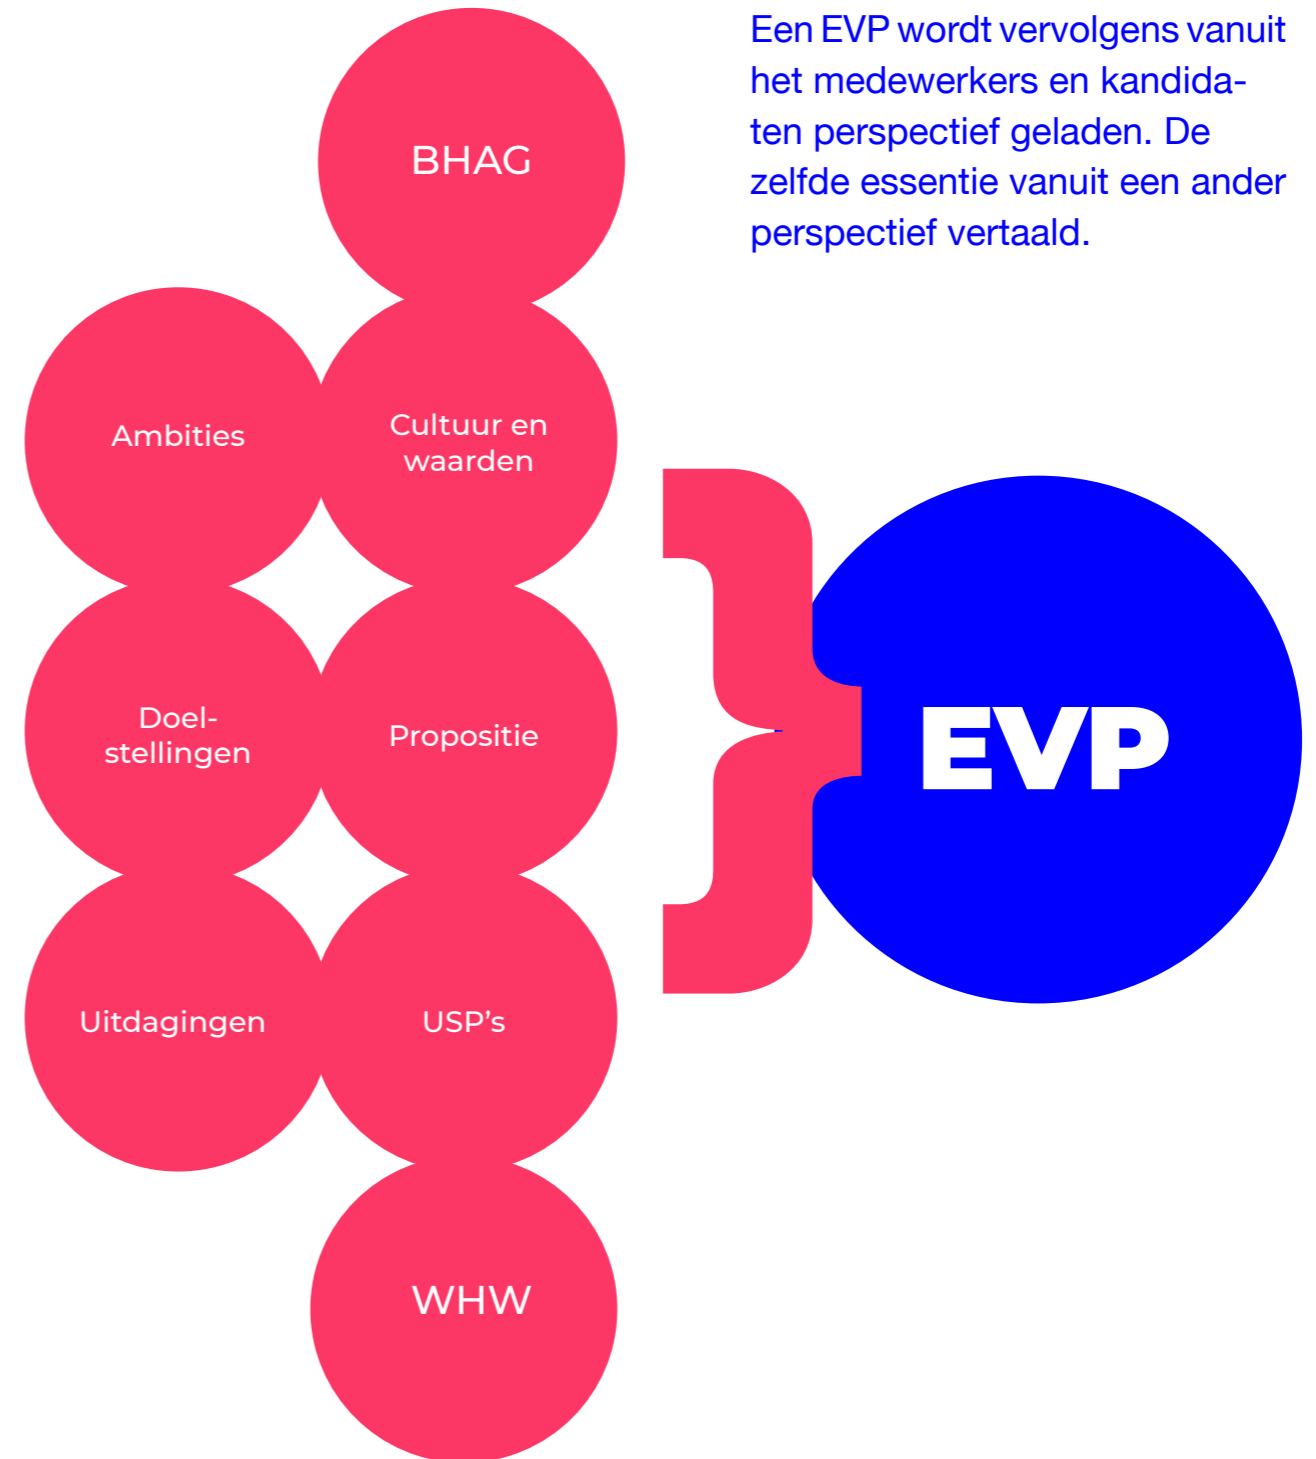 Een EVP wordt vervolgens vanuit
het medewerkers en kandida-
ten perspectief geladen. De
zelfde essentie vanuit een ander
perspectief vertaald.
BHAG
Ambities
Cultuur en
waarden
Doel-
stellingen
Propositie
EVP
Uitdagingen
USP's
WHW